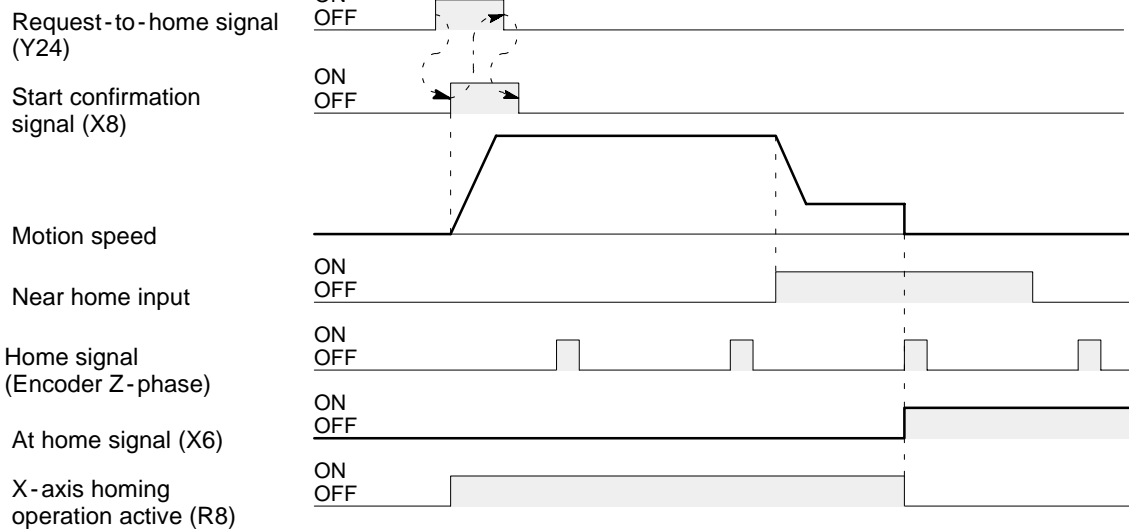 ON
Request-to-home signal OFF
(Y24)
ON
Start confirmation OFF
signal (X8)
Motion speed
ON
Near home input OFF
ON
Home signal OFF
(Encoder Z-phase)
ON
At home signal (X6) OFF
ON
X-axis homing OFF
operation active (R8)